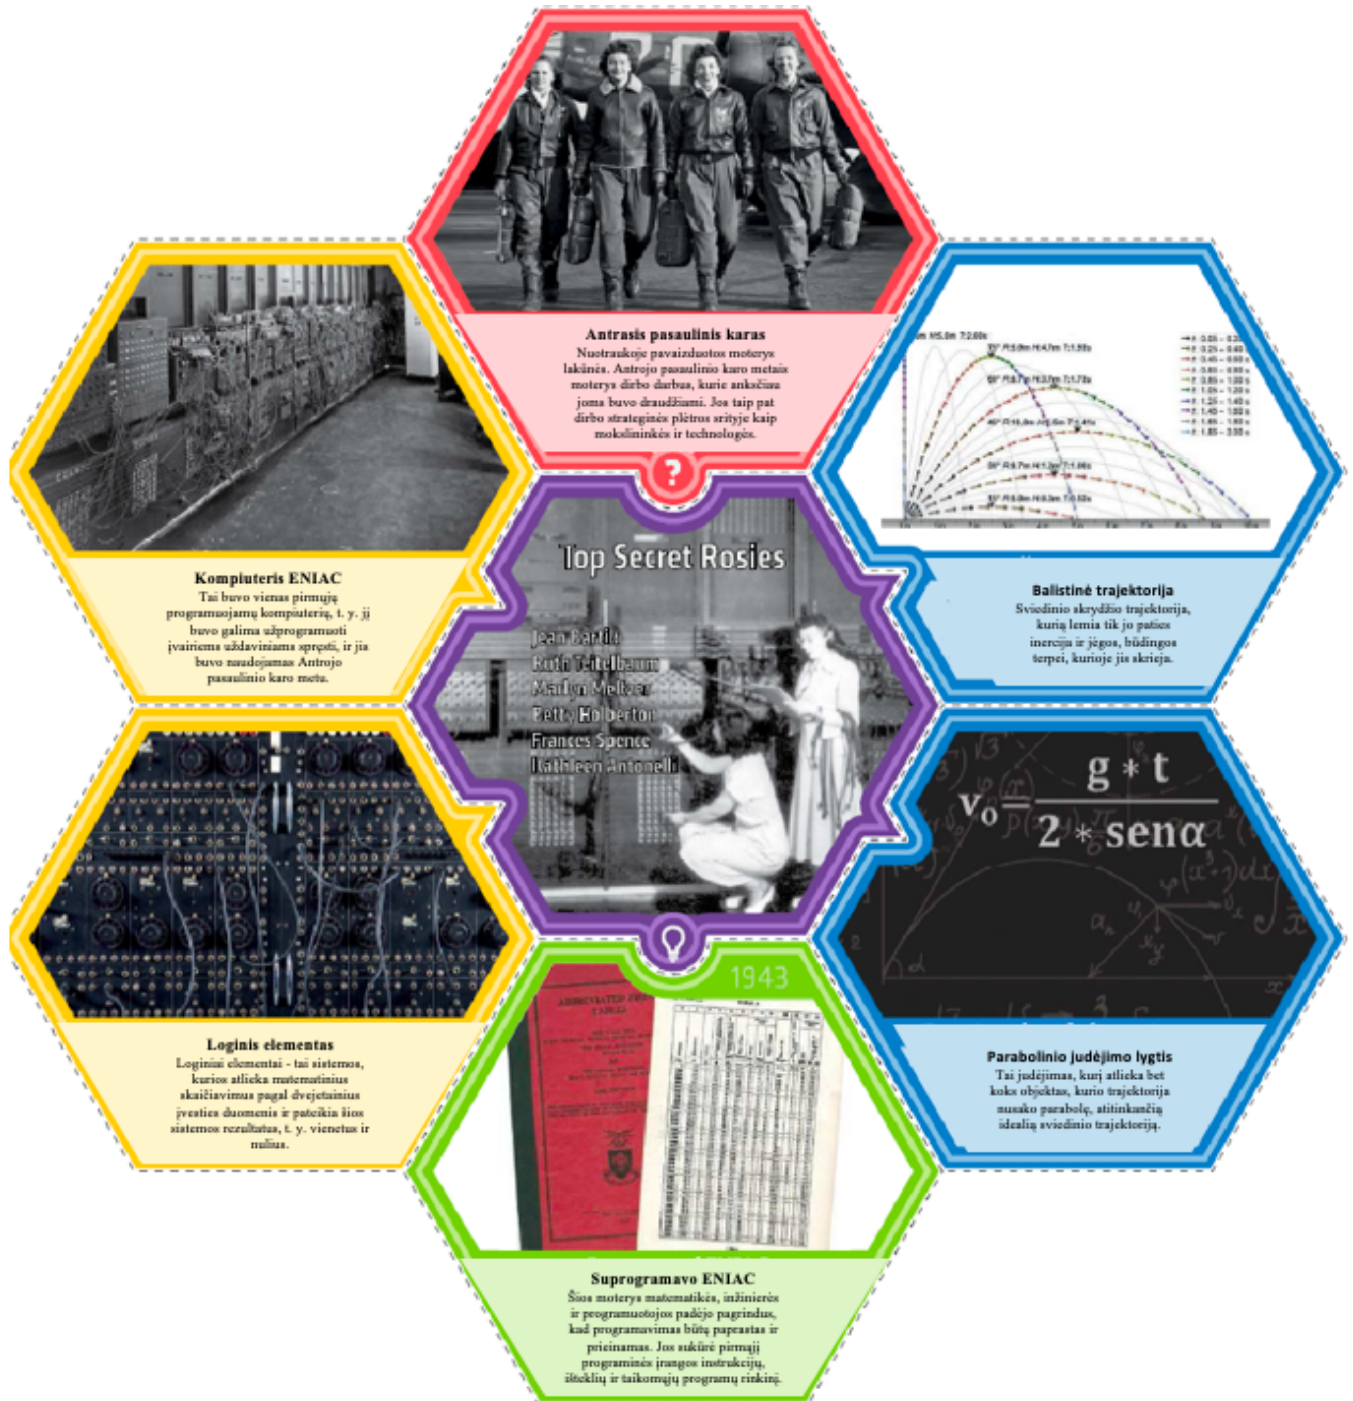 Antrasis pasaulinis karas
Nuotraukoje pavaizduotos moterys
lakūnės. Antrojo pasaulinio karo metais
moterys dirbo darbus, kurie anksčiau
joms buvo draudžiami. Jos taip pat
dirbo strateginės plėtros srityje kaip
mokslininkės ir technologės.
?
Kompiuteris ENIAC
Tai buvo vienas pirmųjų
programuojamų kompiuterių, t. y. jį
buvo galima užprogramuoti
įvairiems uždaviniams spręsti, ir jis
buvo naudojamas Antrojo
pasaulinio karo metu.
Balistinė trajektorija
Sviedinio skrydžio trajektorija,
kurią lemia tik jo paties
inercija ir jėgos, būdingos
terpei, kurioje jis skrieja.
Top Secret Rosies
Jean Bartik
Ruth Teitelbaum
Marlyn Meltzer
Betty Holberton
Frances Spence
Kathleen Antonelli
Loginis elementas
Loginiai elementai - tai sistemos,
kurios atlieka matematinius
skaičiavimus pagal dvejetainius
įvesties duomenis ir pateikia šios
sistemos rezultatus, t. y. vienetus ir
nulius.
v₀ = g * t / 2 * senα
Parabolinio judėjimo lygtis
Tai judėjimas, kurį atlieka bet
koks objektas, kurio trajektorija
nusako parabolę, atitinkančią
idealią sviedinio trajektoriją.
1943
Suprogramavo ENIAC
Šios moterys matematikės, inžinierės
ir programuotojos padėjo pagrindus,
kad programavimas būtų paprastas ir
prieinamas. Jos sukūrė pirmąjį
programinės įrangos instrukcijų,
išteklių ir taikomųjų programų rinkinį.